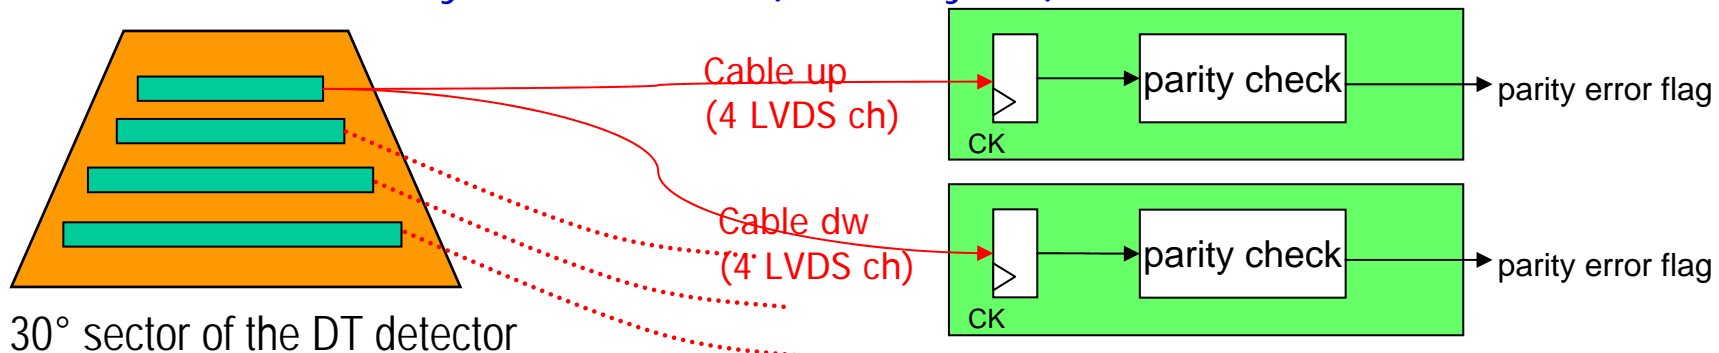 Cable up
(4 LVDS ch)
CK
parity check
parity error flag
Cable dw
(4 LVDS ch)
CK
parity check
parity error flag
30° sector of the DT detector